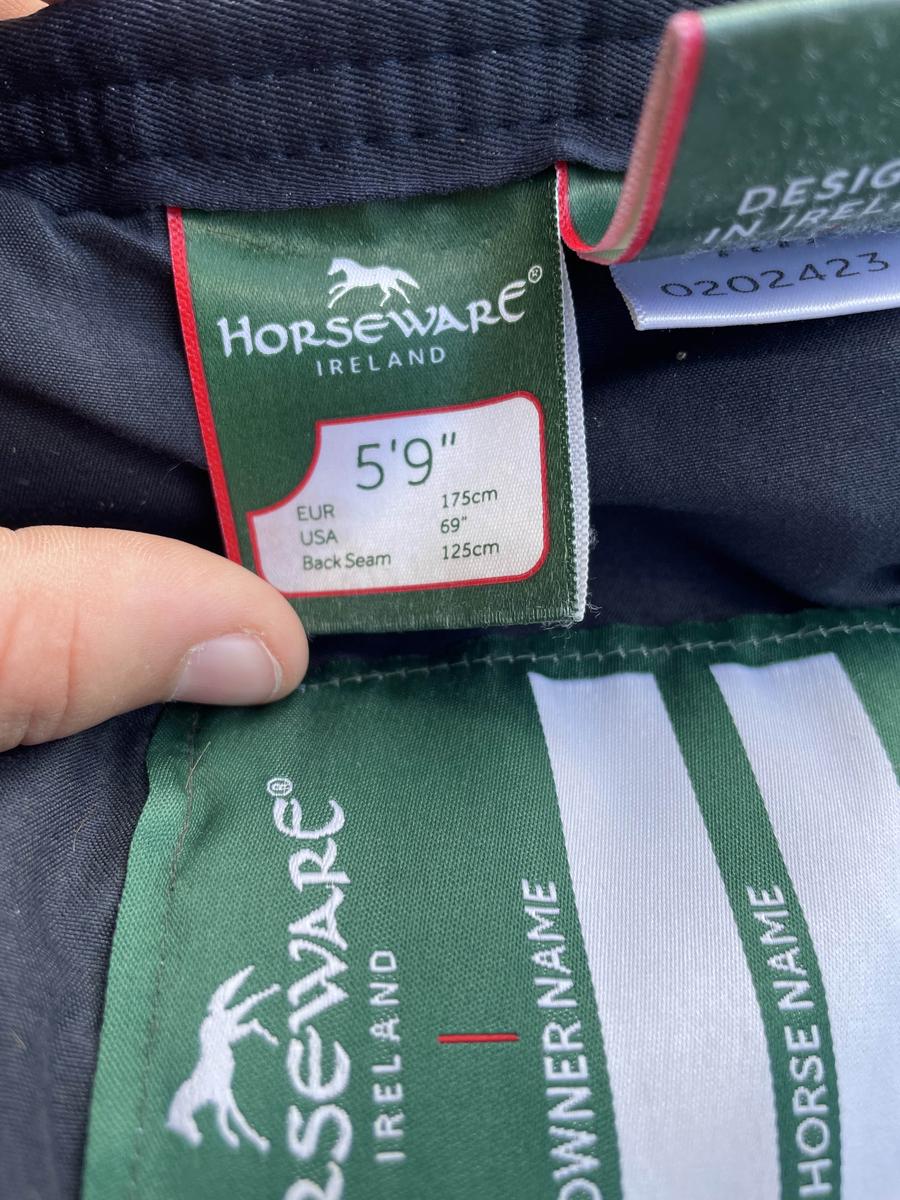 DESIG
IN IREL
0202423
HORSEWARE®
IRELAND
5'9"
EUR 175cm
USA 69"
Back Seam 125cm
RSEWARE®
IRELAND
OWNER NAME
HORSE NAME